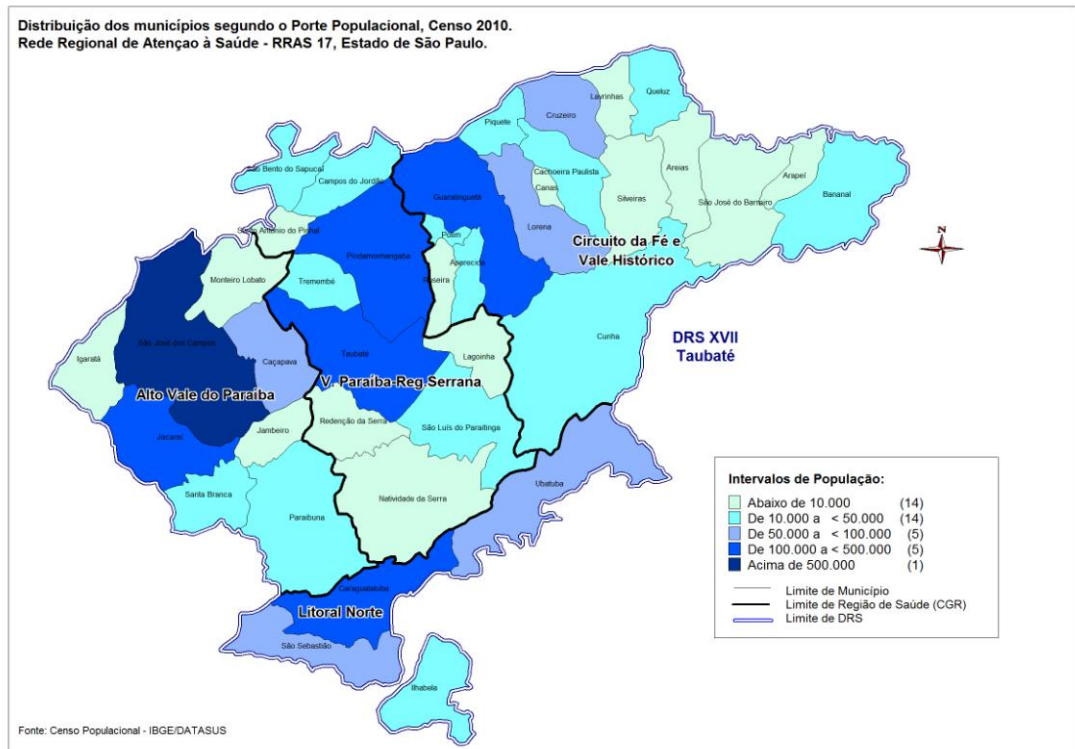 Distribuição dos municípios segundo o Porte Populacional, Censo 2010.
Rede Regional de Atençao à Saúde - RRAS 17, Estado de São Paulo.
Lavrinhas
Queluz
Cruzeiro
Piquete
São Bento do Sapucaí
Campos do Jordão
Cachoeira Paulista
Canas
Areias
Arapeí
Bananal
Guaratinguetá
Silveiras
São José do Barreiro
Lorena
Santo Antonio do Pinhal
Potim
Circuito da Fé e
Vale Histórico
Pindamonhangaba
Aparecida
Roseira
Monteiro Lobato
Tremembé
N
Cunha
DRS XVII
Taubaté
São José dos Campos
Igaratá
Caçapava
Taubaté
Lagoinha
V. Paraíba-Reg.Serrana
Alto Vale do Paraíba
Redenção da Serra
São Luís do Paraitinga
Jambeiro
Jacareí
Ubatuba
Santa Branca
Natividade da Serra
Paraibuna
Intervalos de População:
Abaixo de 10.000 (14)
De 10.000 a < 50.000 (14)
De 50.000 a < 100.000 (5)
De 100.000 a < 500.000 (5)
Acima de 500.000 (1)
Limite de Município
Limite de Região de Saúde (CGR)
Limite de DRS
Caraguatatuba
Litoral Norte
São Sebastião
Ilhabela
Fonte: Censo Populacional - IBGE/DATASUS